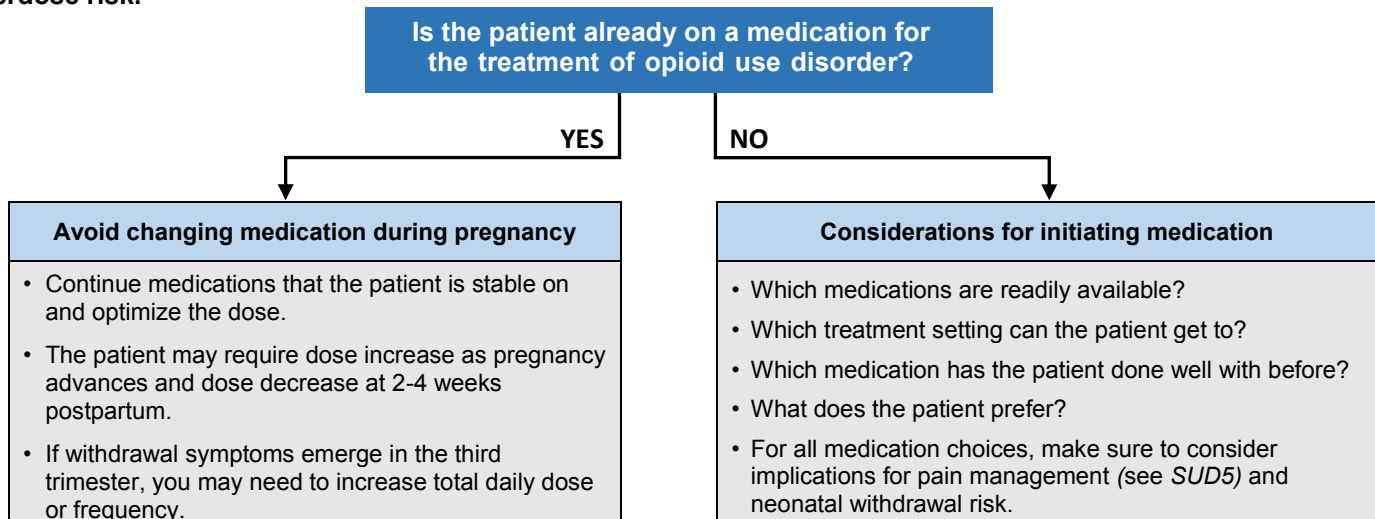 rdose risk.
Is the patient already on a medication for
the treatment of opioid use disorder?
YES
NO
Avoid changing medication during pregnancy
• Continue medications that the patient is stable on
and optimize the dose.
• The patient may require dose increase as pregnancy
advances and dose decrease at 2-4 weeks
postpartum.
• If withdrawal symptoms emerge in the third
trimester, you may need to increase total daily dose
or frequency.
Considerations for initiating medication
• Which medications are readily available?
• Which treatment setting can the patient get to?
• Which medication has the patient done well with before?
• What does the patient prefer?
• For all medication choices, make sure to consider
implications for pain management (see SUD5) and
neonatal withdrawal risk.